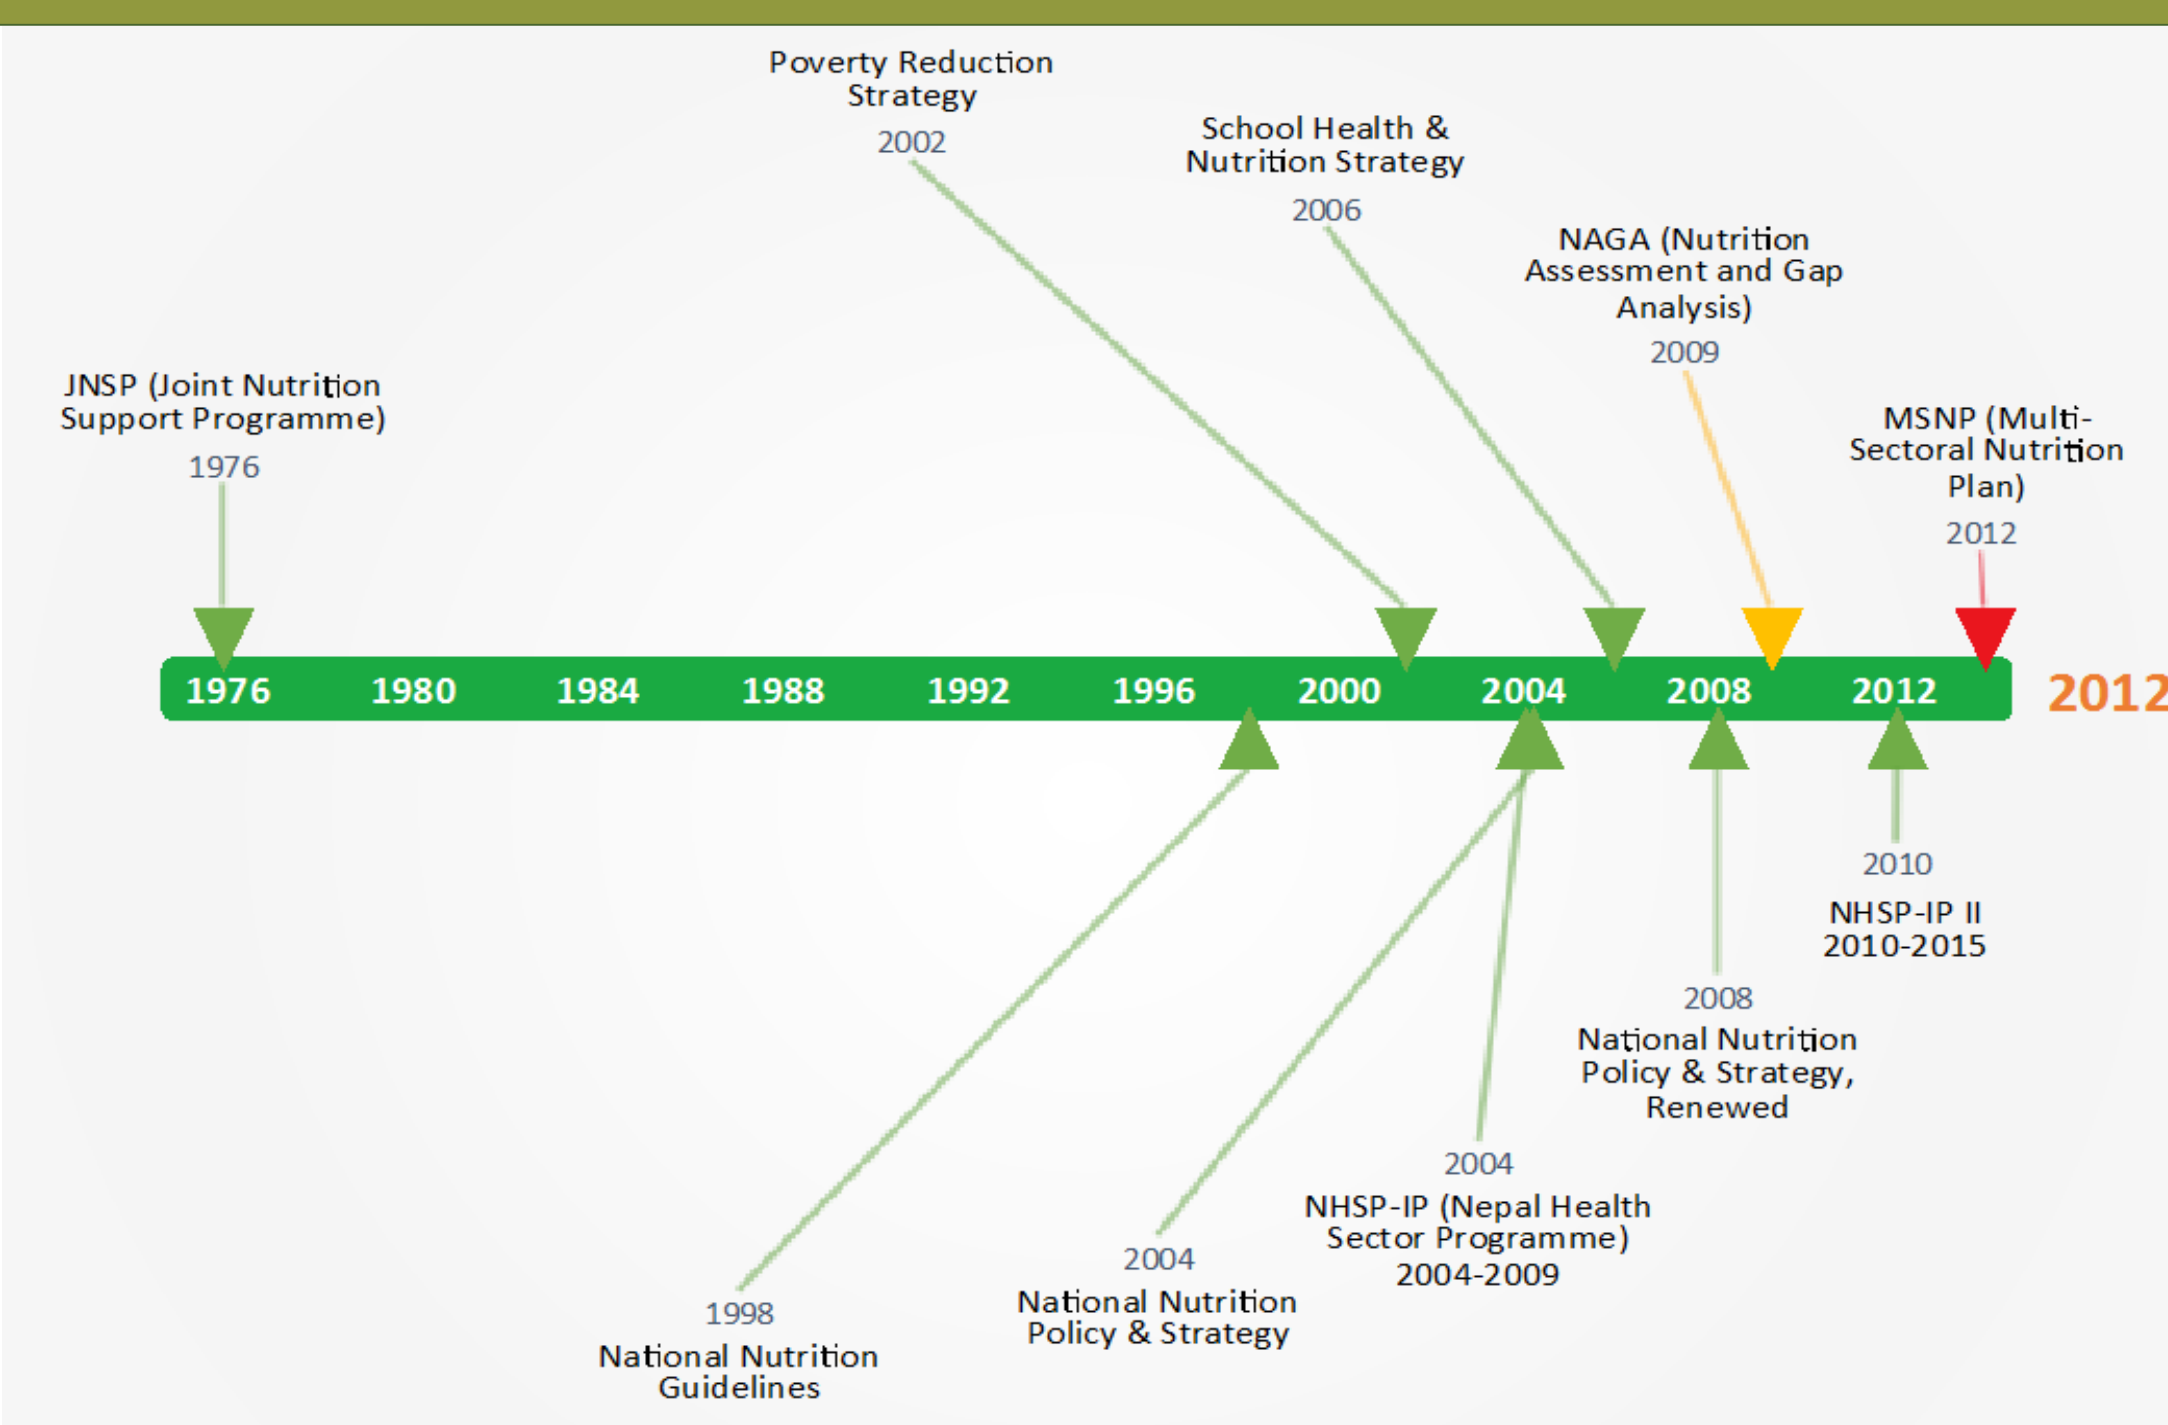 Poverty Reduction
Strategy
2002
School Health &
Nutrition Strategy
2006
NAGA (Nutrition
Assessment and Gap
Analysis)
2009
JNSP (Joint Nutrition
Support Programme)
1976
MSNP (Multi-
Sectoral Nutrition
Plan)
2012
1976 1980 1984 1988 1992 1996 2000 2004 2008 2012 2012
2010
NHSP-IP II
2010-2015
2008
National Nutrition
Policy & Strategy,
Renewed
2004
NHSP-IP (Nepal Health
Sector Programme)
2004-2009
2004
National Nutrition
Policy & Strategy
1998
National Nutrition
Guidelines